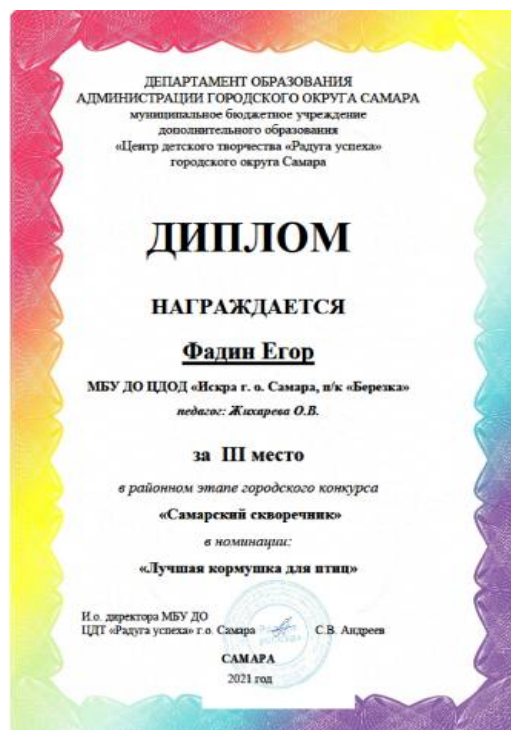 ДЕПАРТАМЕНТ ОБРАЗОВАНИЯ
АДМИНИСТРАЦИИ ГОРОДСКОГО ОКРУГА САМАРА
муниципальное бюджетное учреждение
дополнительного образования
«Центр детского творчества «Радуга успеха»
городского округа Самара
ДИПЛОМ
НАГРАЖДАЕТСЯ
Фадин Егор
МБУ ДО ЦДОД «Искра г. о. Самара, п/к «Березка»
педагог: Жихарева О.В.
за III место
в районном этапе городского конкурса
«Самарский скворечник»
в номинации:
«Лучшая кормушка для птиц»
И.о. директора МБУ ДО
ЦДТ «Радуга успеха» г.о. Самара С.В. Андреев
САМАРА
2021 год